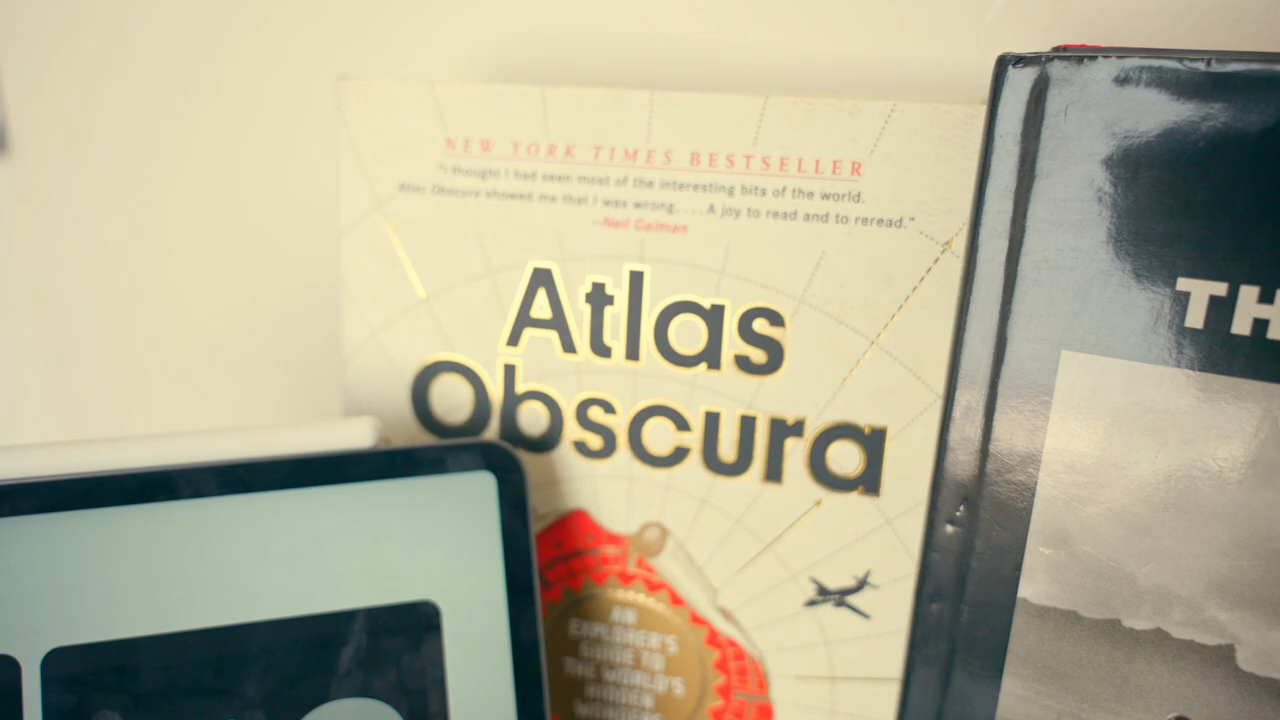 NEW YORK TIMES BESTSELLER
"I thought I had seen most of the interesting bits of the world.
Atlas Obscura showed me that I was wrong.... A joy to read and to reread."
—Neil Gaiman
Atlas
Obscura
AN
EXPLORER'S
GUIDE TO
THE WORLD'S
HIDDEN
WONDERS
TH